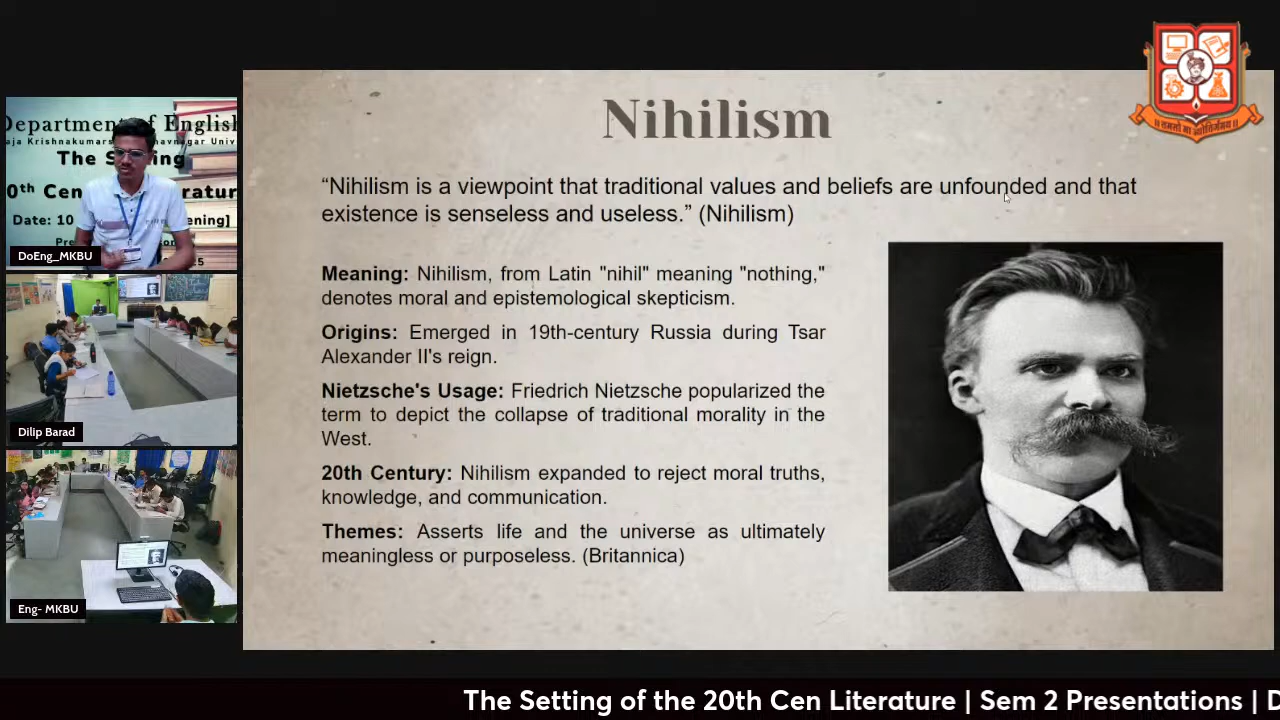 Nihilism
“Nihilism is a viewpoint that traditional values and beliefs are unfounded and that
existence is senseless and useless.” (Nihilism)
Meaning: Nihilism, from Latin "nihil" meaning "nothing,"
denotes moral and epistemological skepticism.
Origins: Emerged in 19th-century Russia during Tsar
Alexander II's reign.
Nietzsche's Usage: Friedrich Nietzsche popularized the
term to depict the collapse of traditional morality in the
West.
20th Century: Nihilism expanded to reject moral truths,
knowledge, and communication.
Themes: Asserts life and the universe as ultimately
meaningless or purposeless. (Britannica)
Department of English
The
Date: 10
DoEng_MKBU
Dilip Barad
Eng- MKBU
The Setting of the 20th Cen Literature | Sem 2 Presentations |